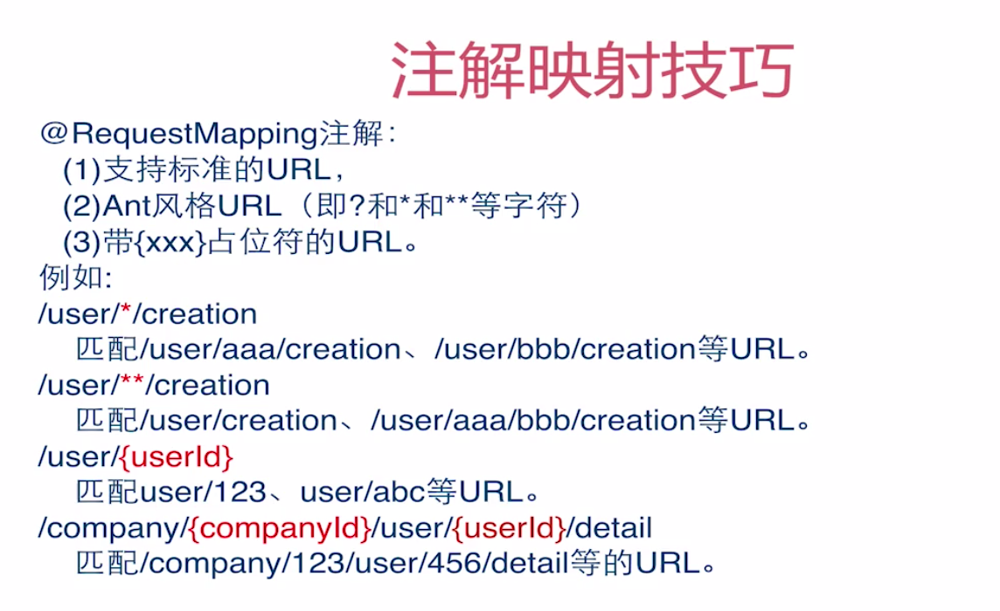 注解映射技巧
@RequestMapping注解：
(1)支持标准的URL，
(2)Ant风格URL（即?和*和**等字符）
(3)带{xxx}占位符的URL。
例如:
/user/*/creation
匹配/user/aaa/creation、/user/bbb/creation等URL。
/user/**/creation
匹配/user/creation、/user/aaa/bbb/creation等URL。
/user/{userId}
匹配user/123、user/abc等URL。
/company/{companyId}/user/{userId}/detail
匹配/company/123/user/456/detail等的URL。